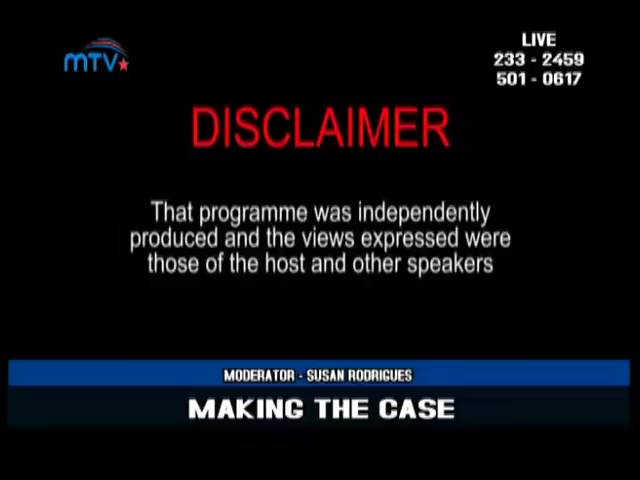 mTV
LIVE
233 - 2459
501 - 0617
DISCLAIMER
That programme was independently
produced and the views expressed were
those of the host and other speakers
MODERATOR - SUSAN RODRIGUES
MAKING THE CASE